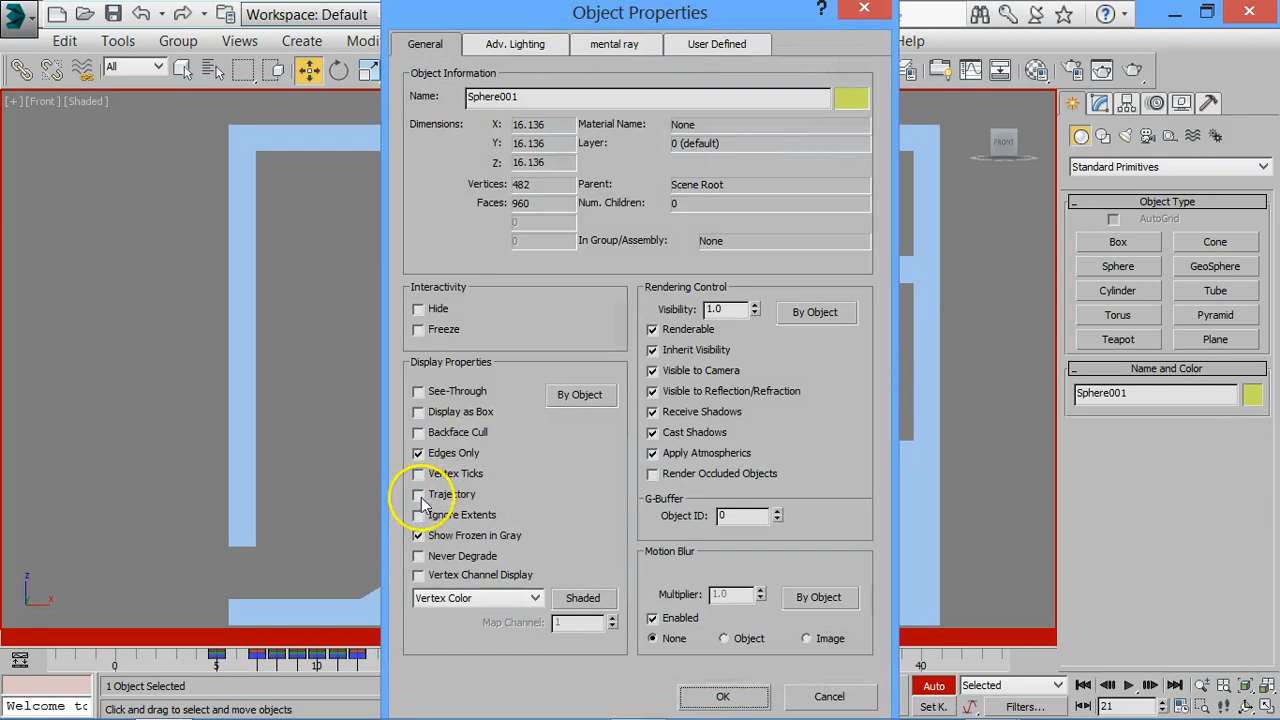 Workspace: Default
Object Properties
?
Edit Tools Group Views Create Modi
Help
All
General Adv. Lighting mental ray User Defined
[+] [Front] [Shaded]
FRONT
Object Information
Name: Sphere001
Dimensions: X: 16.136 Material Name: None
Y: 16.136 Layer: 0 (default)
Z: 16.136
Vertices: 482 Parent: Scene Root
Faces: 960 Num. Children: 0
0
0 In Group/Assembly: None
Interactivity
Hide
Freeze
Display Properties
See-Through By Object
Display as Box
Backface Cull
Edges Only
Vertex Ticks
Trajectory
Ignore Extents
Show Frozen in Gray
Never Degrade
Vertex Channel Display
Vertex Color Shaded
Map Channel: 1
Rendering Control
Visibility: 1.0 By Object
Renderable
Inherit Visibility
Visible to Camera
Visible to Reflection/Refraction
Receive Shadows
Cast Shadows
Apply Atmospherics
Render Occluded Objects
G-Buffer
Object ID: 0
Motion Blur
Multiplier: 1.0 By Object
Enabled
None Object Image
OK Cancel
Standard Primitives
Object Type
AutoGrid
Box Cone
Sphere GeoSphere
Cylinder Tube
Torus Pyramid
Teapot Plane
Name and Color
Sphere001
z
x
0 5 10 40
1 Object Selected
Welcome to
Click and drag to select and move objects
Auto Selected
Set K. Filters... 21